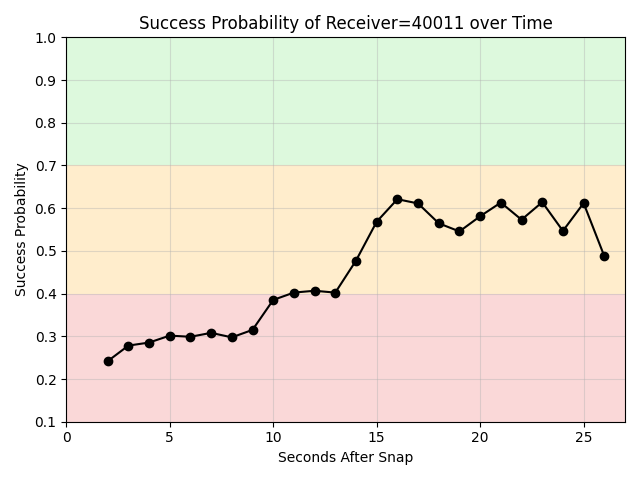 Success Probability of Receiver=40011 over Time
1.0
0.9
0.8
0.7
0.6
0.5
0.4
0.3
0.2
0.1
Success Probability
0 5 10 15 20 25
Seconds After Snap